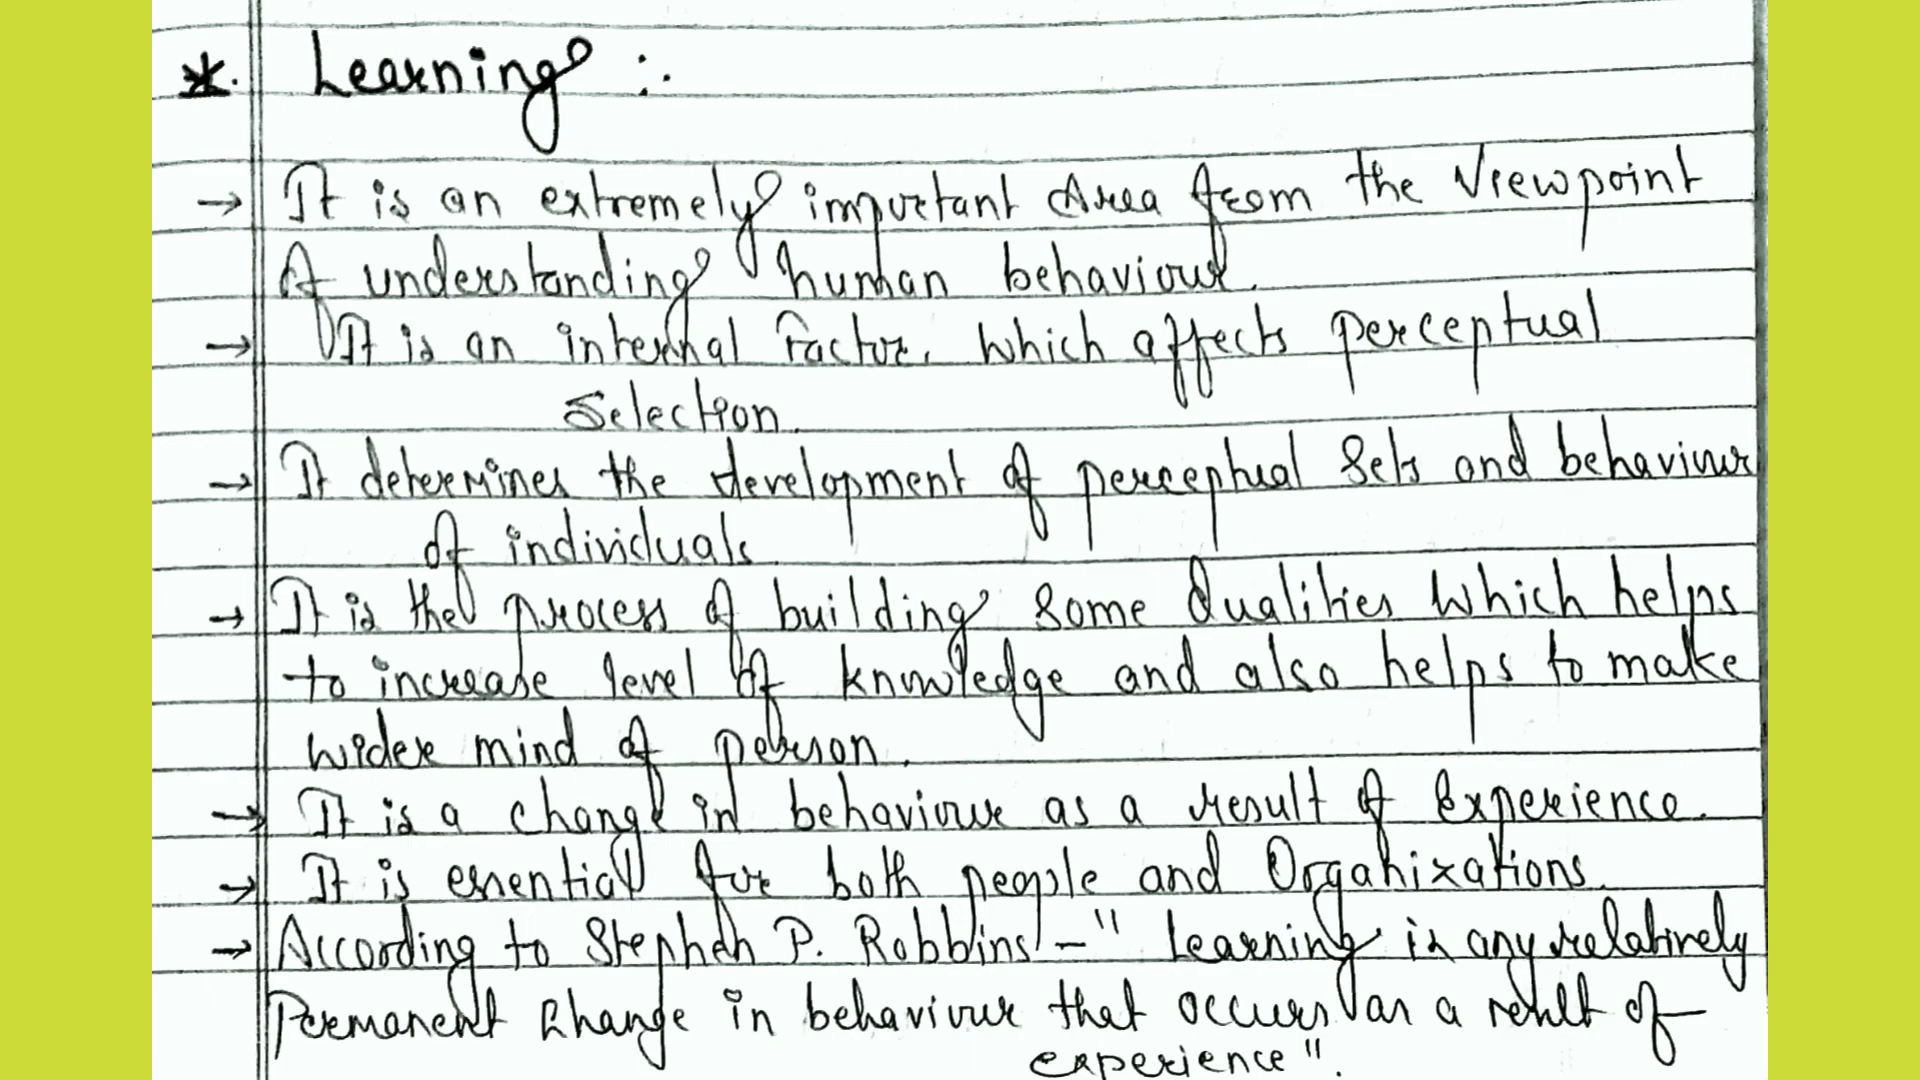 * Learning :.
→ It is an extremely important Area from the Viewpoint
of understanding human behaviour.
→ It is an internal factor, which affects perceptual
Selection.
→ It determines the development of perceptual Sets and behaviour
of individuals
→ It is the process of building some Qualities which helps
to increase level of knowledge and also helps to make
wider mind of person.
→ It is a change in behaviour as a result of Experience.
→ It is essential for both people and Organizations.
→ According to Stephen P. Robbins - " Learning is any relatively
Permanent change in behaviour that occurs as a result of
experience".